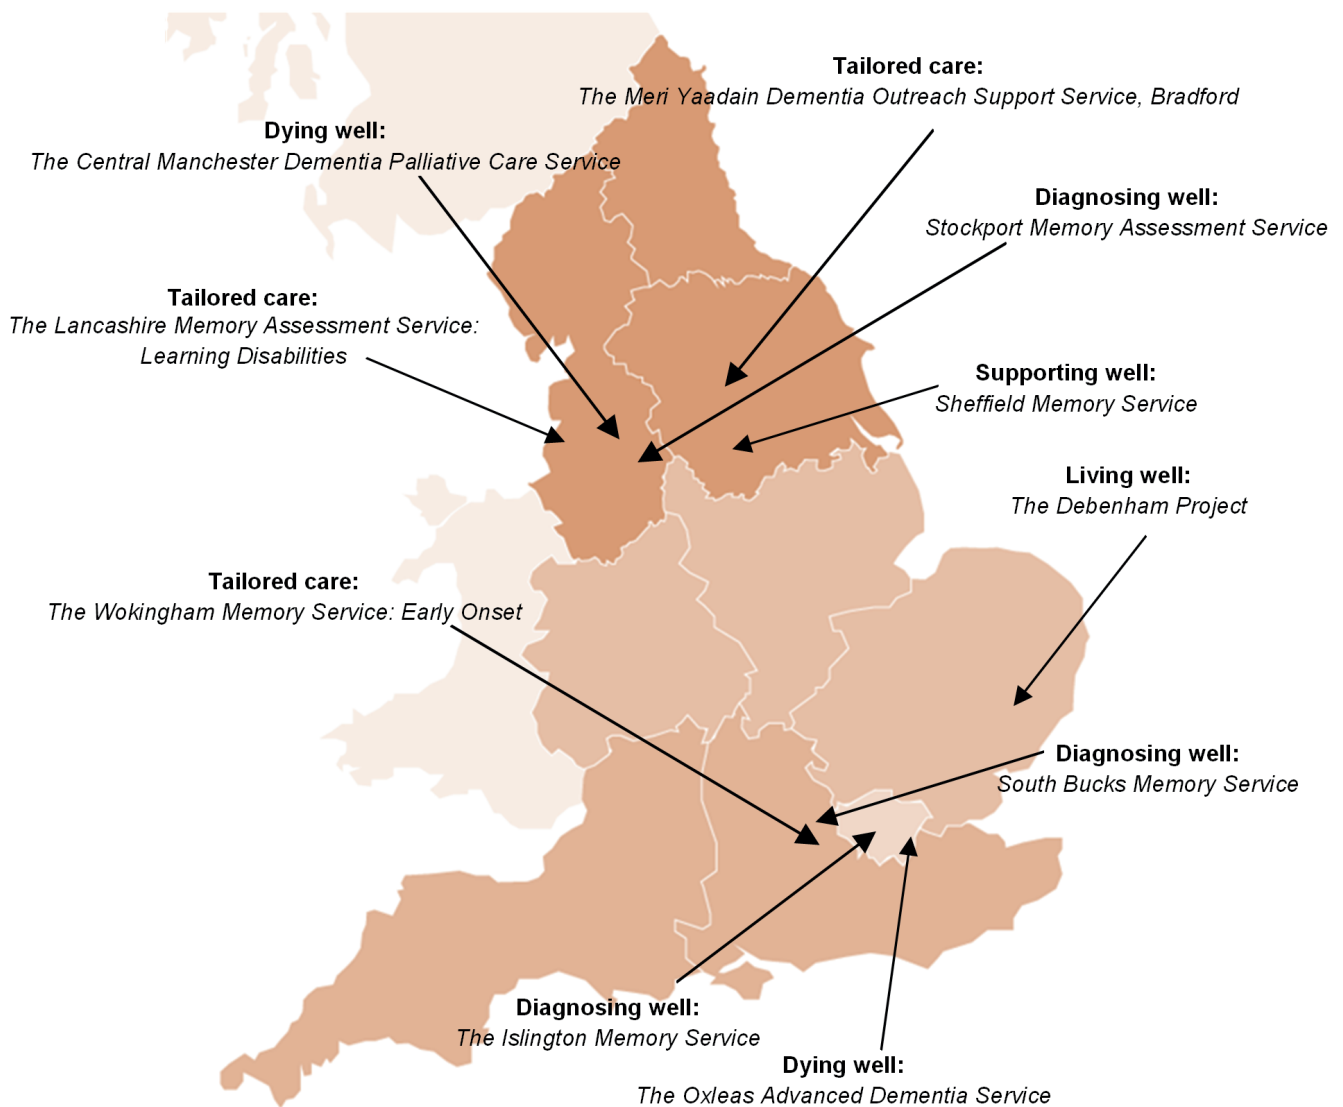 Tailored care:
The Meri Yaadain Dementia Outreach Support Service, Bradford
Dying well:
The Central Manchester Dementia Palliative Care Service
Diagnosing well:
Stockport Memory Assessment Service
Tailored care:
The Lancashire Memory Assessment Service:
Learning Disabilities
Supporting well:
Sheffield Memory Service
Living well:
The Debenham Project
Tailored care:
The Wokingham Memory Service: Early Onset
Diagnosing well:
South Bucks Memory Service
Diagnosing well:
The Islington Memory Service
Dying well:
The Oxleas Advanced Dementia Service